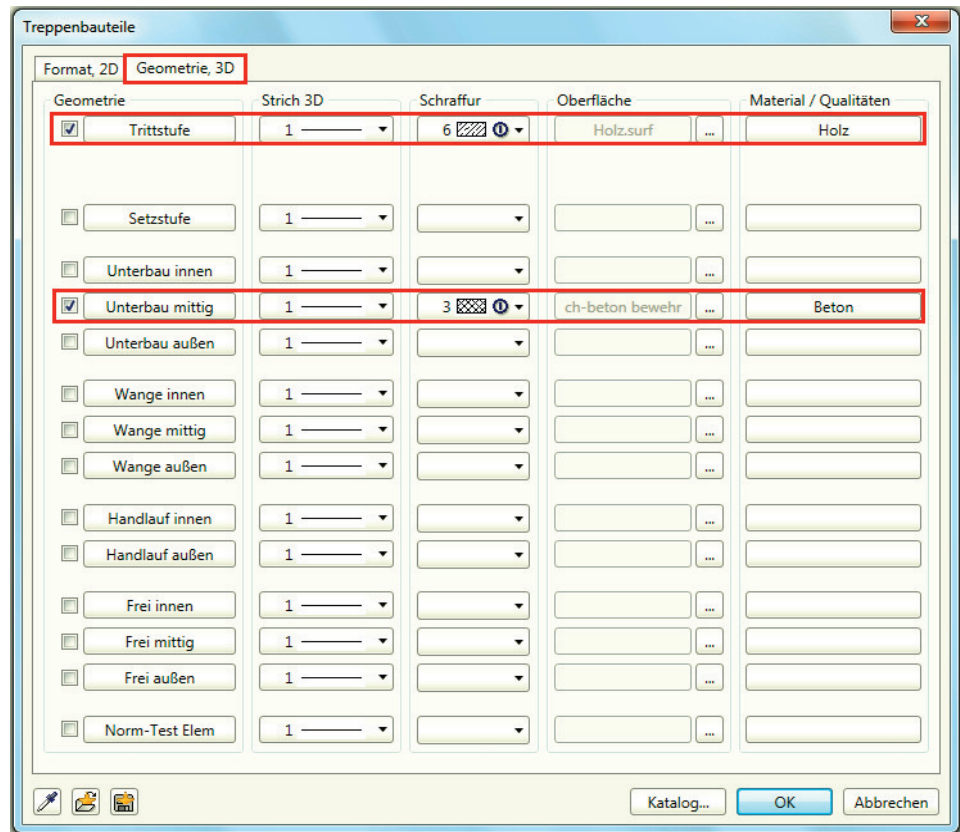 Treppenbauteile
Format, 2D Geometrie, 3D
Geometrie Strich 3D Schraffur Oberfläche Material / Qualitäten
Trittstufe 1 6 Holz.surf ... Holz
Setzstufe 1 ...
Unterbau innen 1 ...
Unterbau mittig 1 3 ch-beton bewehr ... Beton
Unterbau außen 1 ...
Wange innen 1 ...
Wange mittig 1 ...
Wange außen 1 ...
Handlauf innen 1 ...
Handlauf außen 1 ...
Frei innen 1 ...
Frei mittig 1 ...
Frei außen 1 ...
Norm-Test Elem 1 ...
Katalog... OK Abbrechen